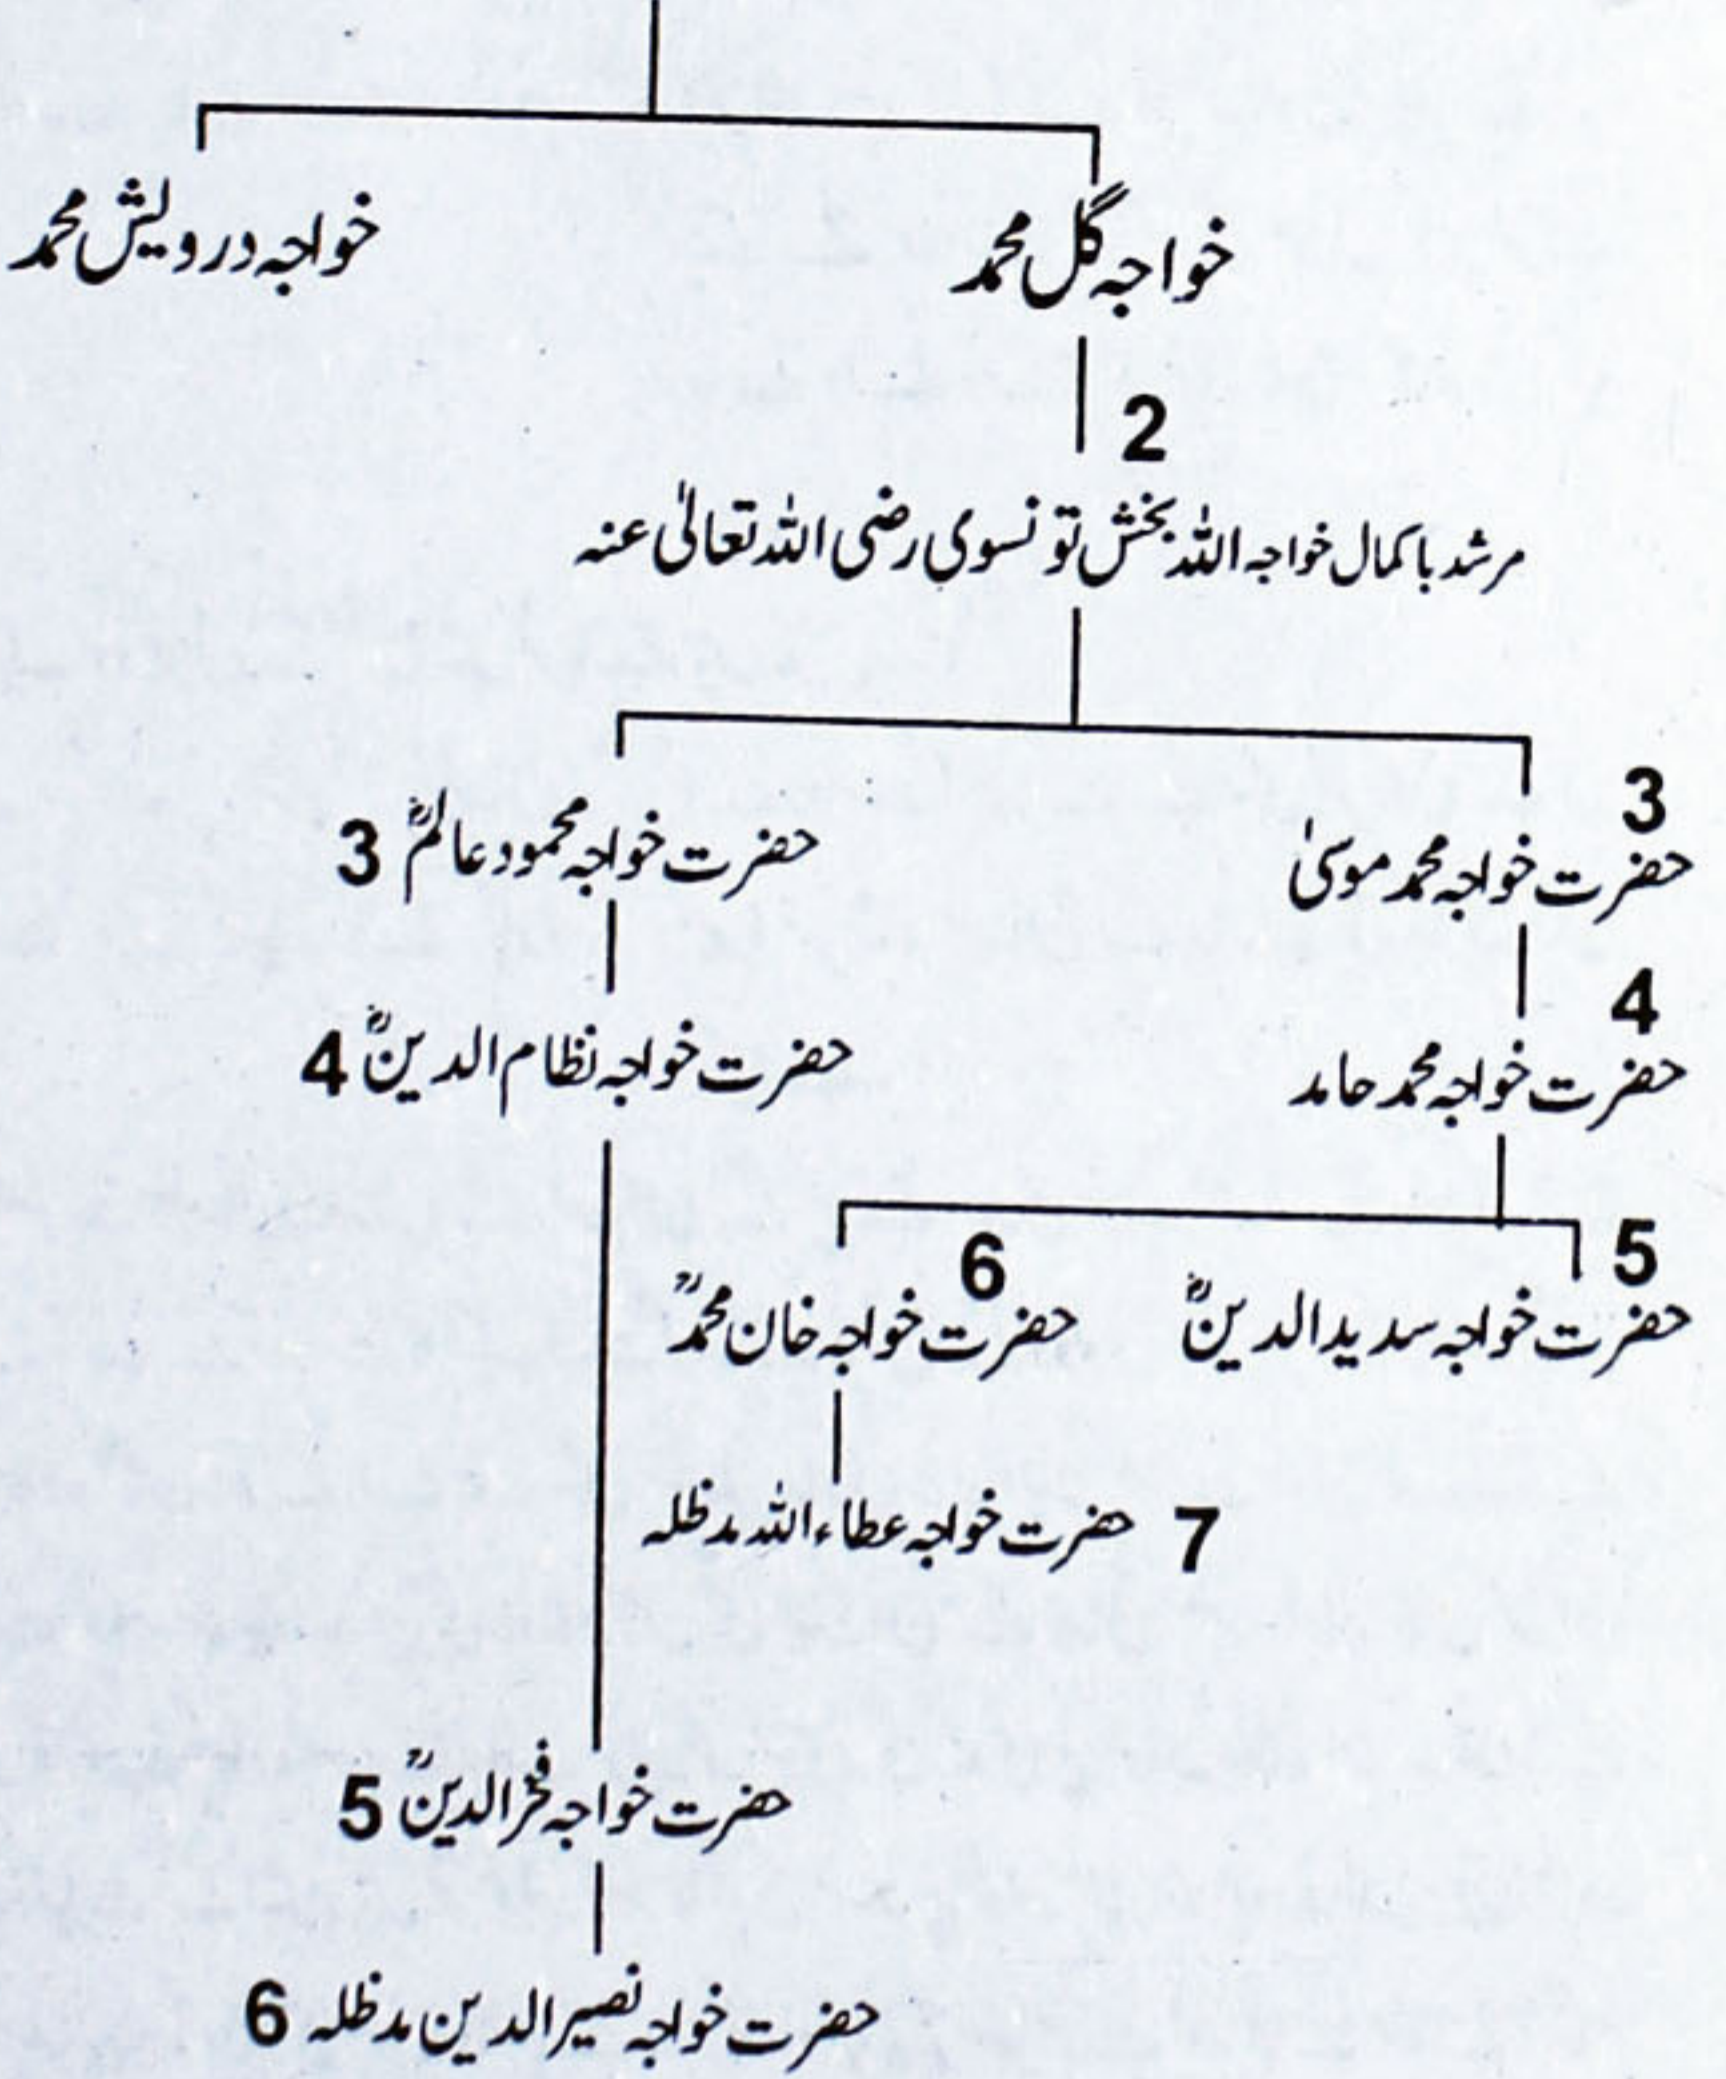 خواجہ گل محمد
خواجہ درویش محمد
2
مرشد باکمال خواجہ اللہ بخش تونسوی رضی اللہ تعالیٰ عنہ
3
حضرت خواجہ محمد موسیٰ
حضرت خواجہ محمود عالمؒ 3
4
حضرت خواجہ محمد حامد
حضرت خواجہ نظام الدینؒ 4
5
حضرت خواجہ سدید الدینؒ
6
حضرت خواجہ خان محمدؒ
7 حضرت خواجہ عطاء اللہ مدظلہ
حضرت خواجہ فخر الدینؒ 5
حضرت خواجہ نصیر الدین مدظلہ 6